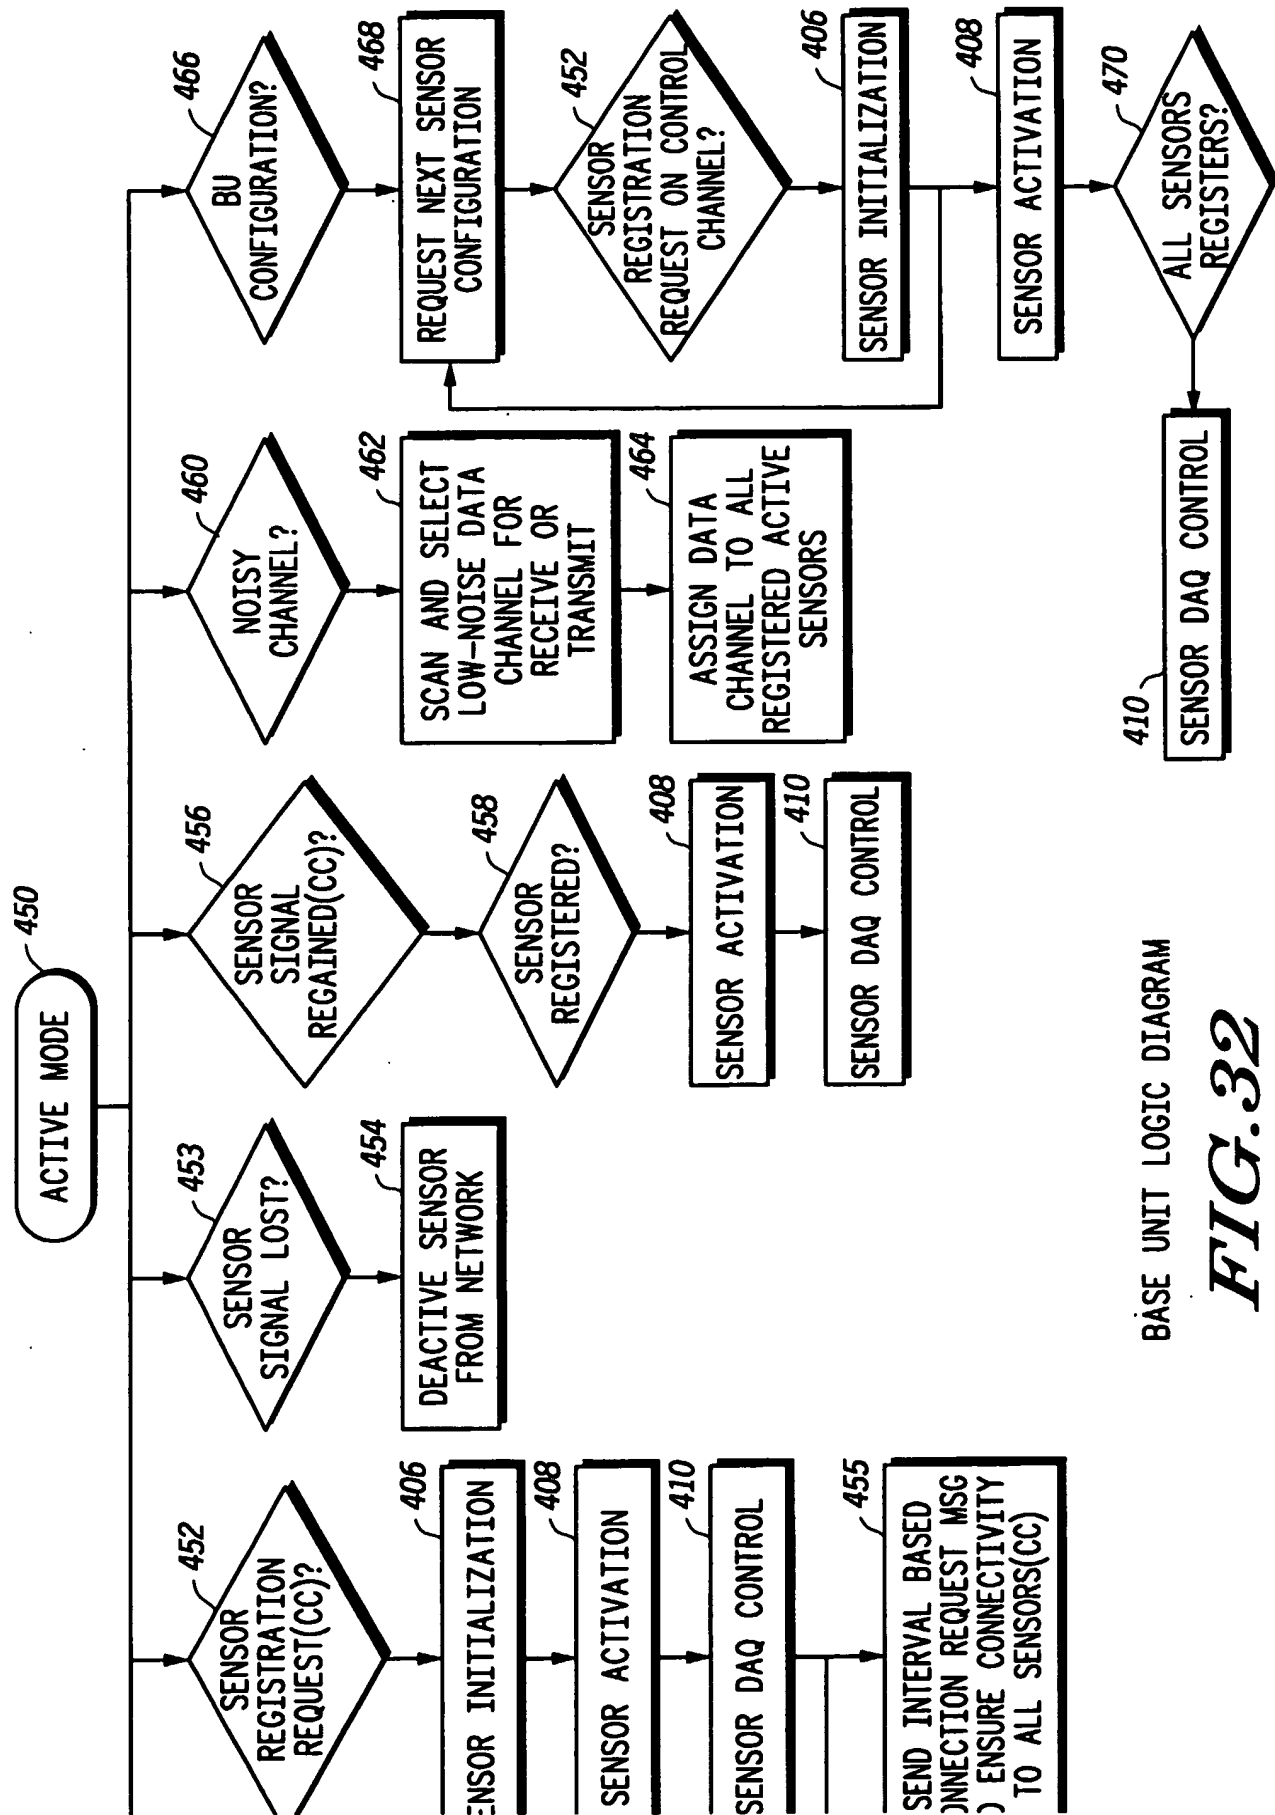 ACTIVE MODE
450
SENSOR
REGISTRATION
REQUEST(CC)?
452
ENSOR INITIALIZATION
406
SENSOR ACTIVATION
408
SENSOR DAQ CONTROL
410
SEND INTERVAL BASED
ONNECTION REQUEST MSG
ENSURE CONNECTIVITY
TO ALL SENSORS(CC)
455
SENSOR
SIGNAL LOST?
453
DEACTIVE SENSOR
FROM NETWORK
454
SENSOR
SIGNAL
REGAINED(CC)?
456
SENSOR
REGISTERED?
458
SENSOR ACTIVATION
408
SENSOR DAQ CONTROL
410
NOISY
CHANNEL?
460
SCAN AND SELECT
LOW-NOISE DATA
CHANNEL FOR
RECEIVE OR
TRANSMIT
462
ASSIGN DATA
CHANNEL TO ALL
REGISTERED ACTIVE
SENSORS
464
BU
CONFIGURATION?
466
REQUEST NEXT SENSOR
CONFIGURATION
468
SENSOR
REGISTRATION
REQUEST ON CONTROL
CHANNEL?
452
SENSOR INITIALIZATION
406
SENSOR ACTIVATION
408
ALL SENSORS
REGISTERS?
470
410
SENSOR DAQ CONTROL
BASE UNIT LOGIC DIAGRAM
FIG.32